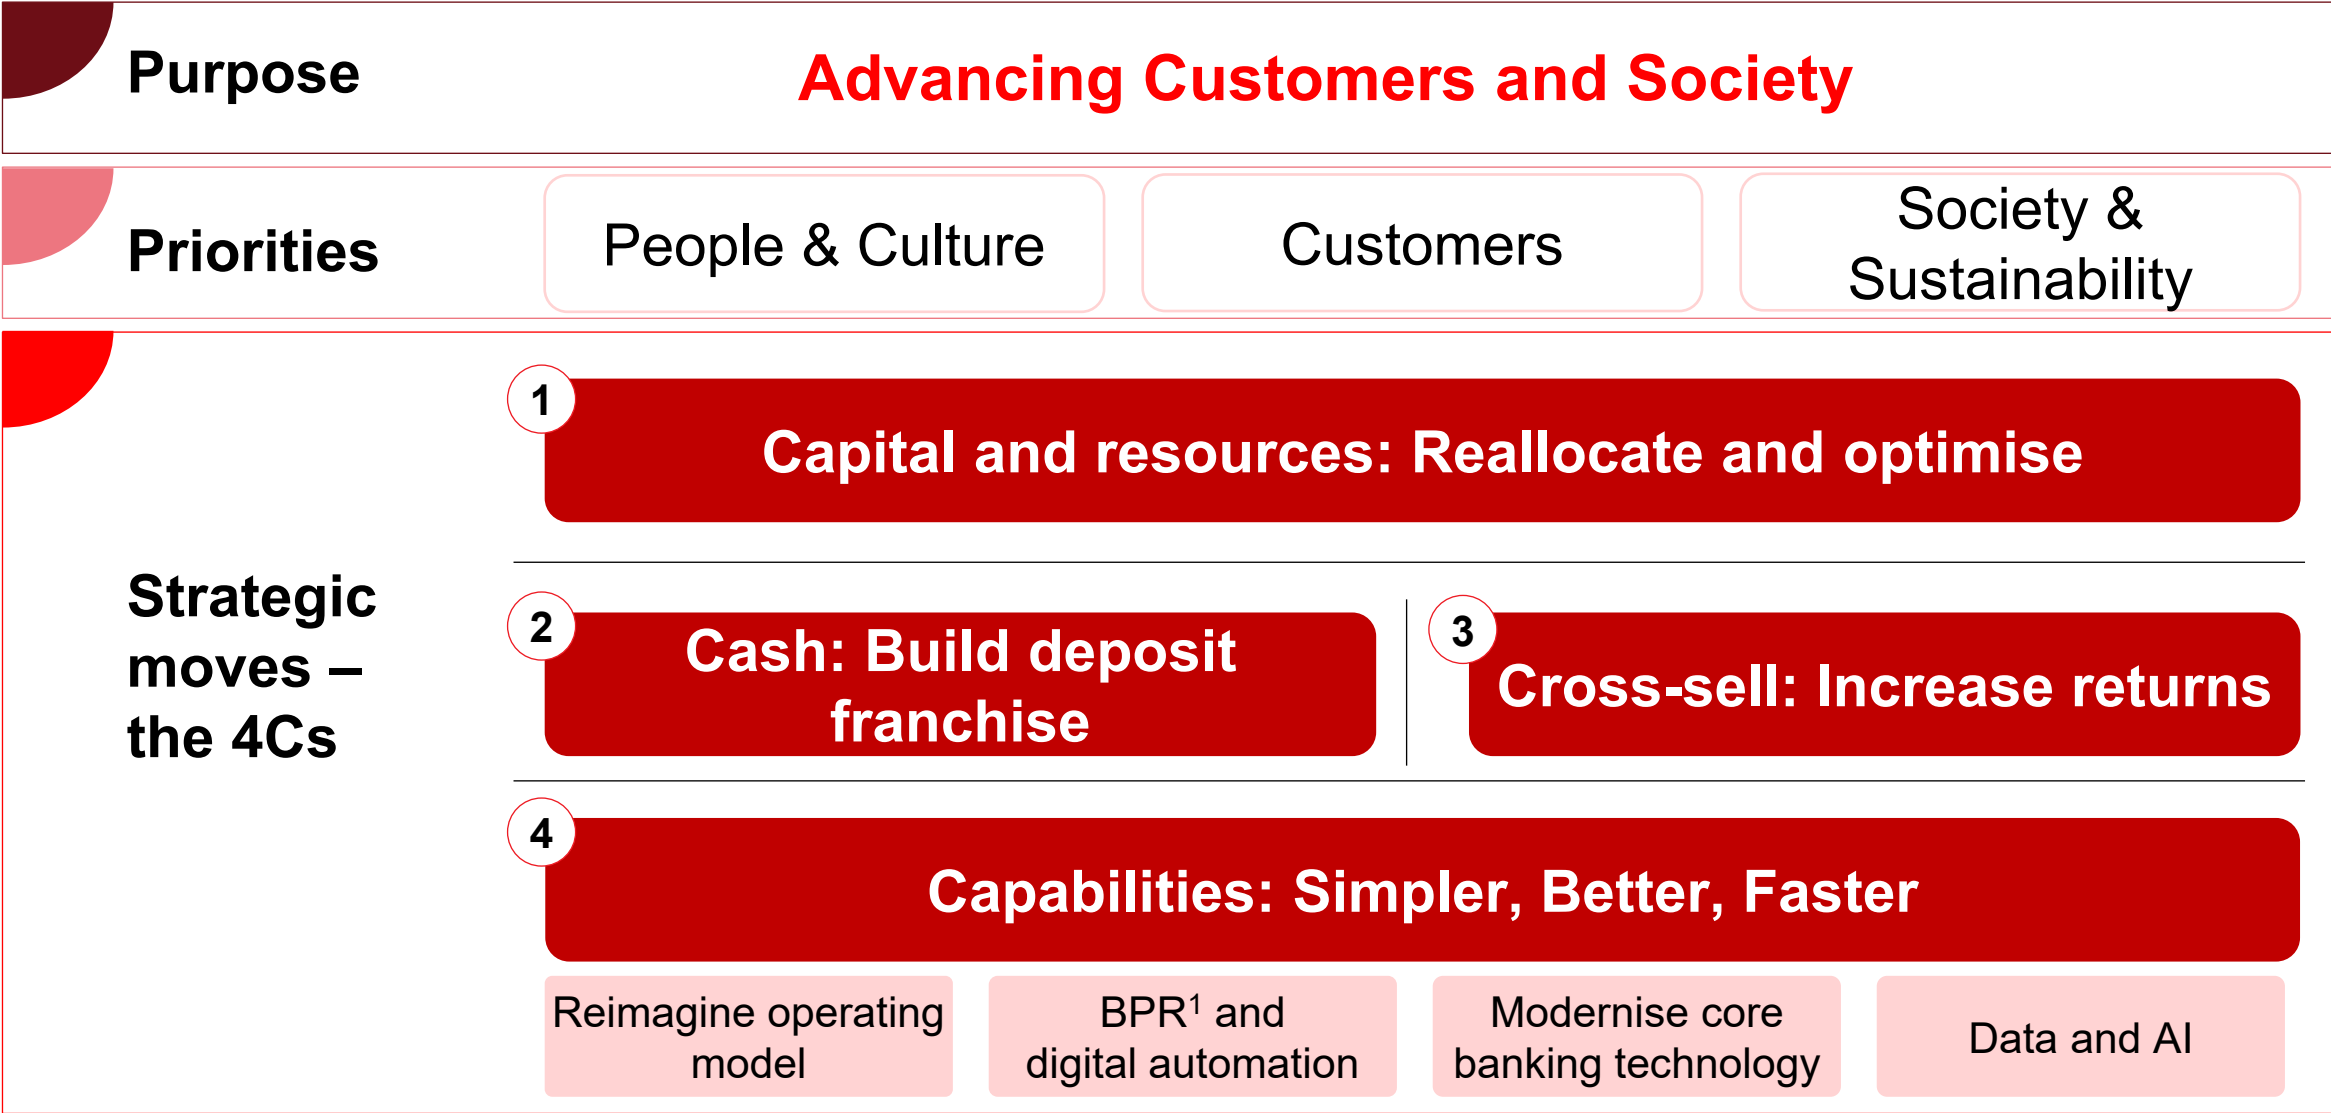 Purpose
Advancing Customers and Society
Priorities
People & Culture
Customers
Society &
Sustainability
Strategic
moves –
the 4Cs
1
Capital and resources: Reallocate and optimise
2
Cash: Build deposit
franchise
3
Cross-sell: Increase returns
4
Capabilities: Simpler, Better, Faster
Reimagine operating
model
BPR¹ and
digital automation
Modernise core
banking technology
Data and AI